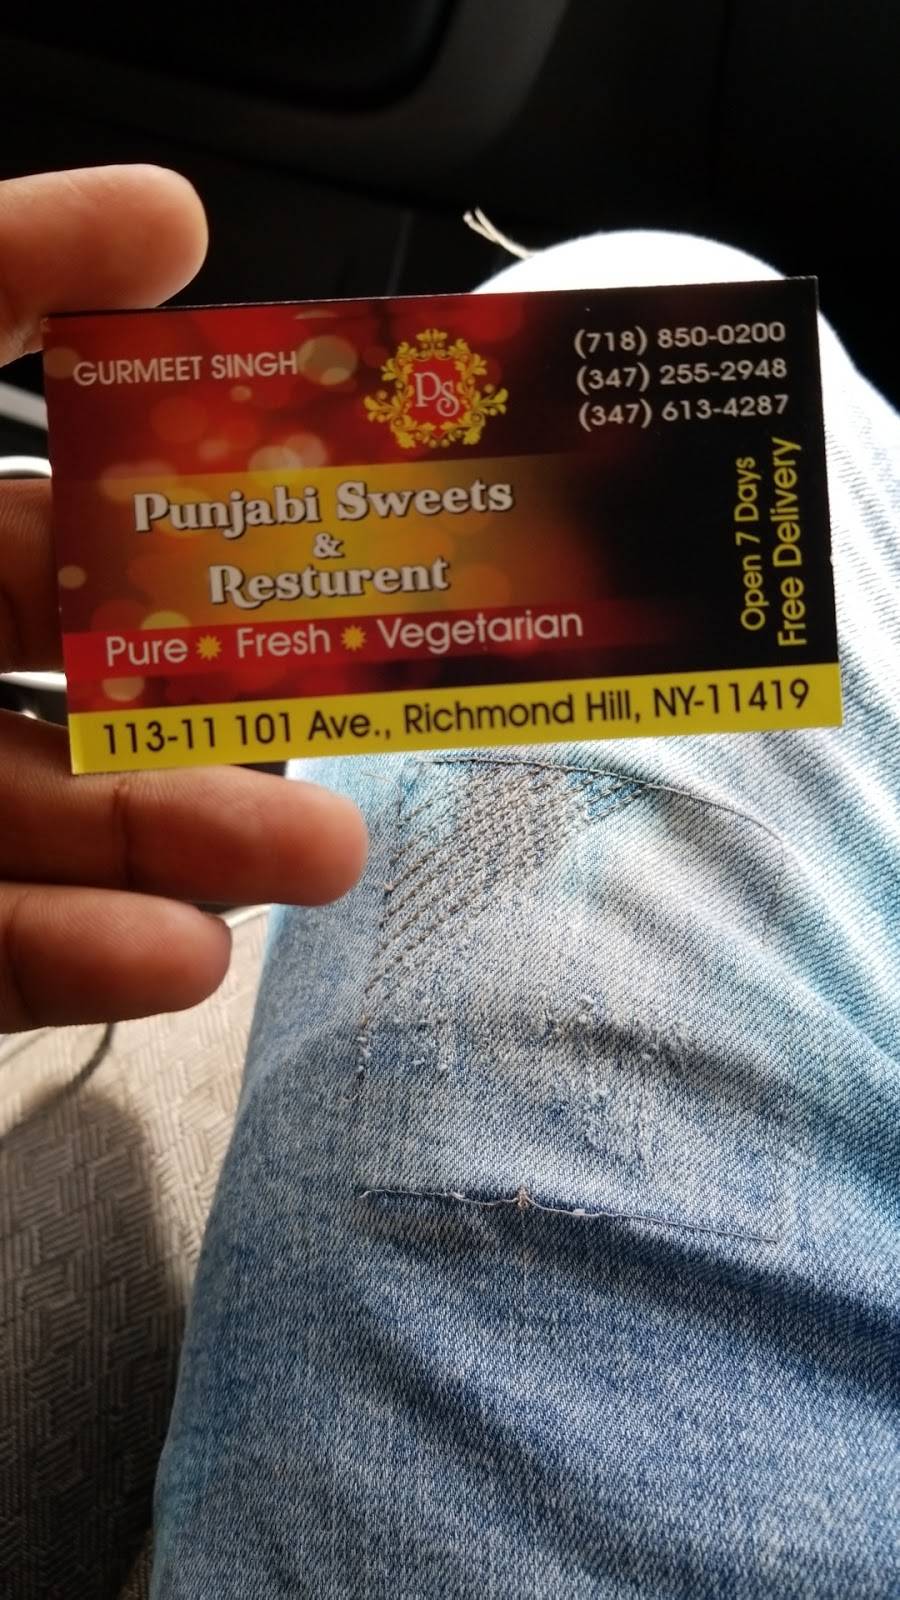 GURMEET SINGH
PS
(718) 850-0200
(347) 255-2948
(347) 613-4287
Punjabi Sweets
&
Resturent
Pure Fresh Vegetarian
Open 7 Days
Free Delivery
113-11 101 Ave., Richmond Hill, NY-11419